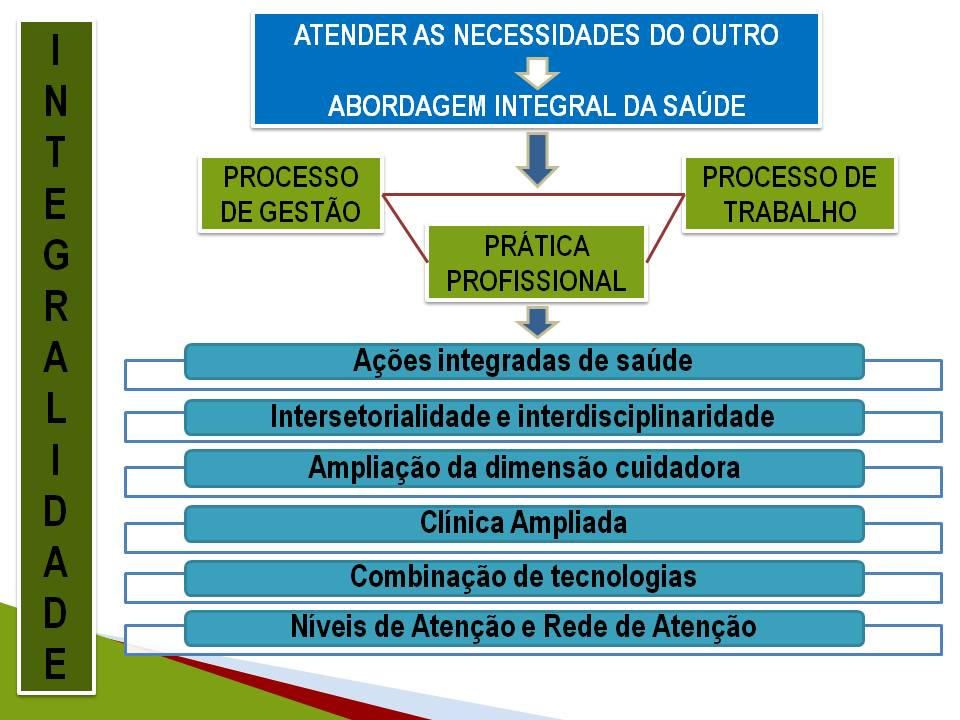 INTEGRALIDADE
ATENDER AS NECESSIDADES DO OUTRO
ABORDAGEM INTEGRAL DA SAÚDE
PROCESSO
DE GESTÃO
PROCESSO DE
TRABALHO
PRÁTICA
PROFISSIONAL
Ações integradas de saúde
Intersetorialidade e interdisciplinaridade
Ampliação da dimensão cuidadora
Clínica Ampliada
Combinação de tecnologias
Níveis de Atenção e Rede de Atenção